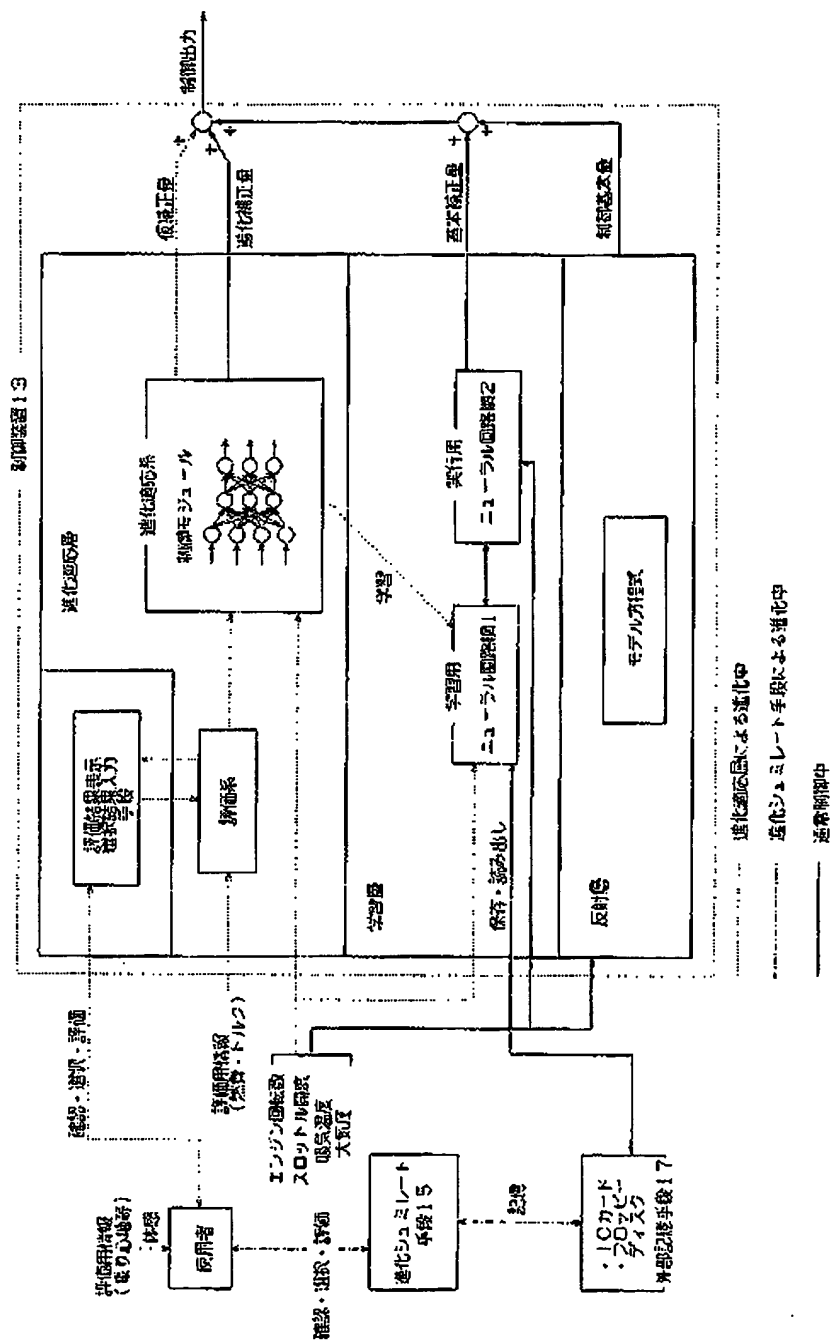 制御装置13
制御出力
仮補正量
進化補正量
基本補正量
制御基本量
進化適応層
進化適応系
制御モジュール
評価結果表示
選択結果入力
手段
評価系
学習
学習層
学習用
ニューラル回路網1
実行用
ニューラル回路網2
保存・読み出し
反射層
モデル方程式
確認・選択・評価
評価用情報
(燃費・トルク)
エンジン回転数
スロットル開度
吸気温度
大気度
評価用情報
(乗り心地等)
体感
使用者
確認・選択・評価
進化シュミレート
手段15
記憶
・ICカード
・フロッピー
ディスク
外部記憶手段17
進化適応層による進化中
進化シュミレート手段による進化中
通常制御中
+
+
+
+
+